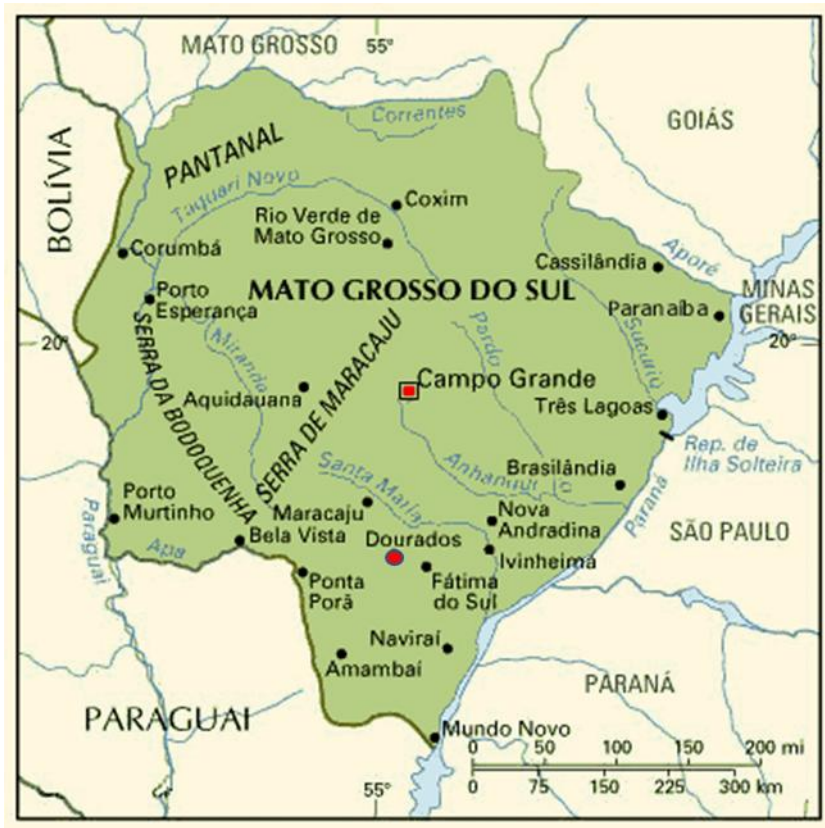 MATO GROSSO
55°
Correntes
GOIÁS
BOLÍVIA
PANTANAL
Taquari Novo
Coxim
Rio Verde de
Mato Grosso
Corumbá
Cassilândia
Aporé
Porto
Esperança
MATO GROSSO DO SUL
Paranaíba
MINAS
GERAIS
20°
20°
SERRA DA BODOQUENHA
Miranda
SERRA DE MARACAJU
Pardo
Sucuriú
Aquidauana
Campo Grande
Três Lagoas
Rep. de
Ilha Solteira
Santa Maria
Brasilândia
Porto
Murtinho
Maracaju
Nova
Andradina
Paraná
SÃO PAULO
Paraguai
Apa
Bela Vista
Dourados
Ivinheima
Ponta
Porã
Fátima
do Sul
Naviraí
Amambaí
PARANÁ
PARAGUAI
Mundo Novo
0 50 100 150 200 mi
0 75 150 225 300 km
55°